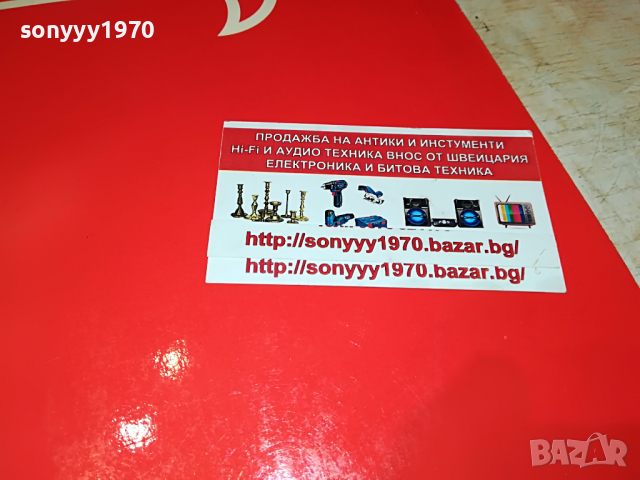 sonyyy1970
ПРОДАЖБА НА АНТИКИ И ИНСТУМЕНТИ
Hi-Fi И АУДИО ТЕХНИКА ВНОС ОТ ШВЕЙЦАРИЯ
ЕЛЕКТРОНИКА И БИТОВА ТЕХНИКА
http://sonyyy1970.bazar.bg/
http://sonyyy1970.bazar.bg/
sonyyy1970
BAZAR